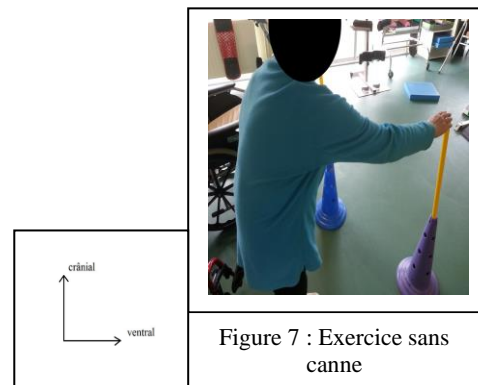 crânial
ventral
Figure 7 : Exercice sans
canne